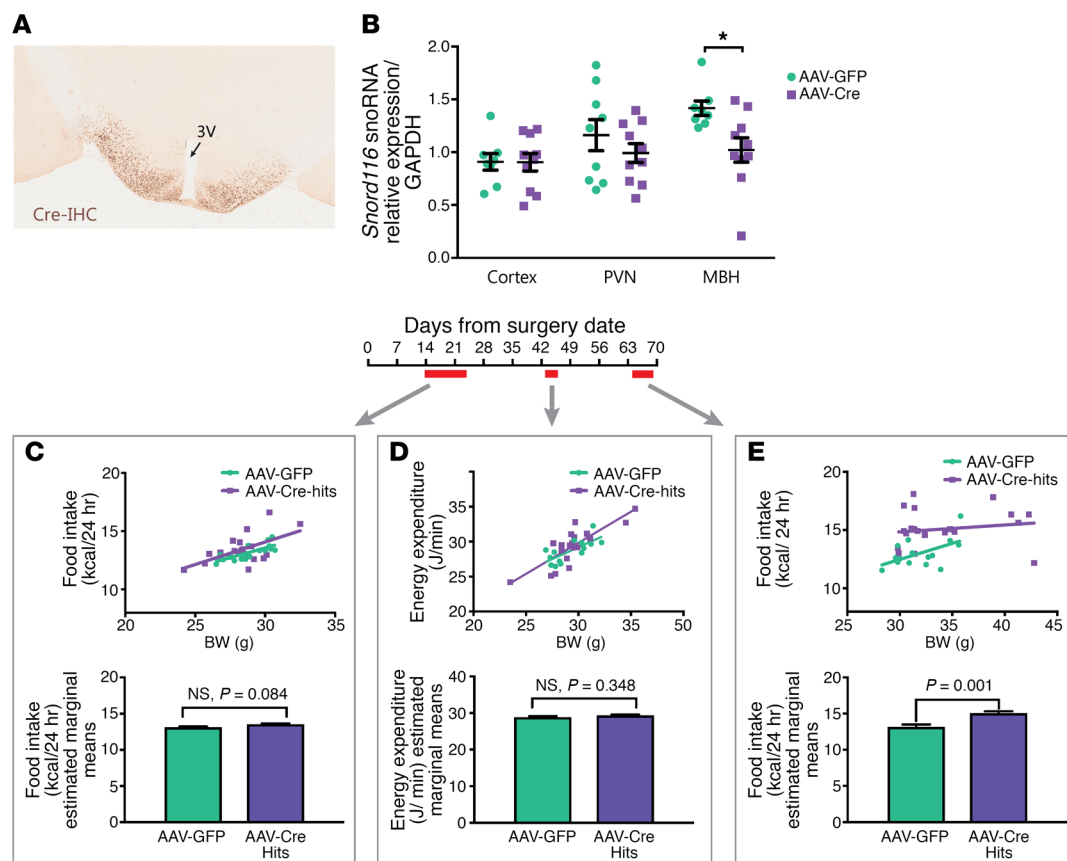 A
3V
Cre-IHC
B
Snord116 snoRNA
relative expression/
GAPDH
2.0
1.5
1.0
0.5
0.0
*
Cortex
PVN
MBH
AAV-GFP
AAV-Cre
Days from surgery date
0 7 14 21 28 35 42 49 56 63 70
C
AAV-GFP
AAV-Cre-hits
Food intake
(kcal/24 hr)
20
15
10
20 25 30 35
BW (g)
Food intake
(kcal/24 hr)
estimated marginal
means
20
15
10
5
0
NS, P = 0.084
AAV-GFP
AAV-Cre
Hits
D
AAV-GFP
AAV-Cre-hits
Energy expenditure
(J/min)
35
30
25
20
20 25 30 35 50
BW (g)
Energy expenditure
(J/ min) estimated
marginal means
40
30
20
10
0
NS, P = 0.348
AAV-GFP
AAV-Cre
Hits
E
AAV-GFP
AAV-Cre-hits
Food intake
(kcal/ 24 hr)
20
15
10
25 30 35 40 45
BW (g)
Food intake
(kcal/24 hr)
estimated marginal
means
20
15
10
5
0
P = 0.001
AAV-GFP
AAV-Cre
Hits